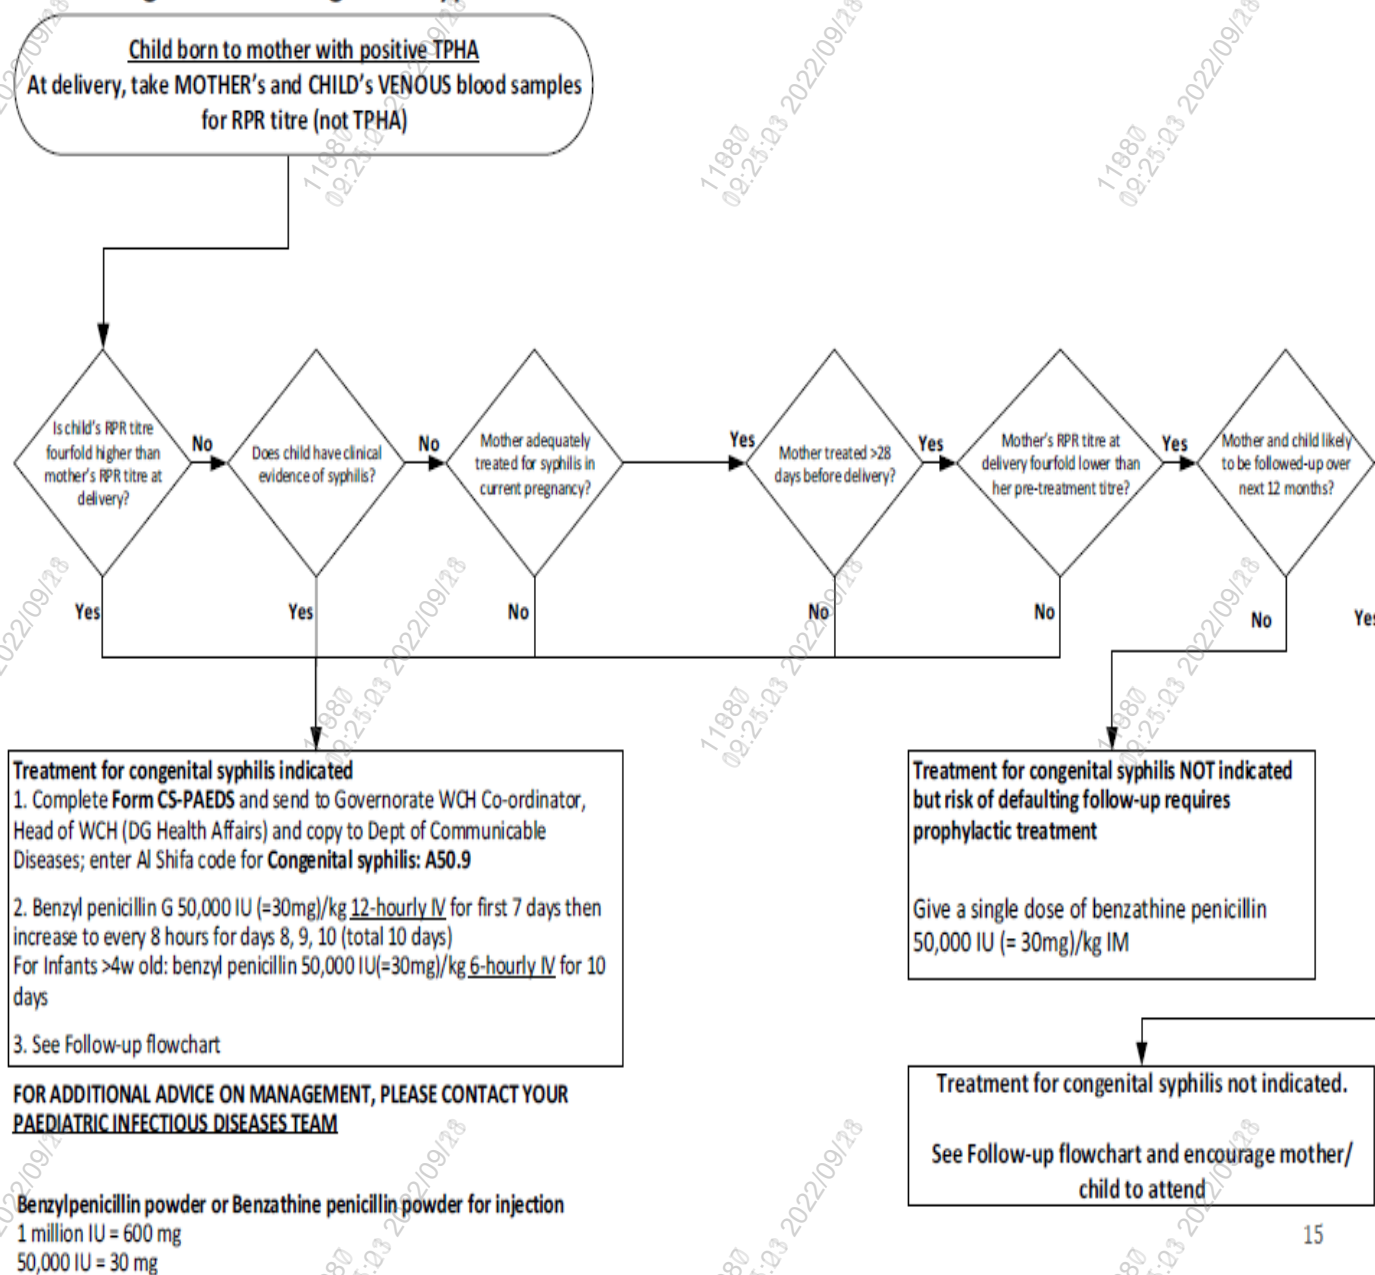 Child born to mother with positive TPHA
At delivery, take MOTHER's and CHILD's VENOUS blood samples
for RPR titre (not TPHA)
Is child's RPR titre
fourfold higher than
mother's RPR titre at
delivery?
No
Does child have clinical
evidence of syphilis?
No
Mother adequately
treated for syphilis in
current pregnancy?
Yes
Mother treated >28
days before delivery?
Yes
Mother's RPR titre at
delivery fourfold lower than
her pre-treatment titre?
Yes
Mother and child likely
to be followed-up over
next 12 months?
Yes
Yes
No
No
No
No
Yes
Treatment for congenital syphilis indicated
1. Complete Form CS-PAEDS and send to Governorate WCH Co-ordinator,
Head of WCH (DG Health Affairs) and copy to Dept of Communicable
Diseases; enter Al Shifa code for Congenital syphilis: A50.9
2. Benzyl penicillin G 50,000 IU (=30mg)/kg 12-hourly IV for first 7 days then
increase to every 8 hours for days 8, 9, 10 (total 10 days)
For Infants >4w old: benzyl penicillin 50,000 IU(=30mg)/kg 6-hourly IV for 10
days
3. See Follow-up flowchart
Treatment for congenital syphilis NOT indicated
but risk of defaulting follow-up requires
prophylactic treatment
Give a single dose of benzathine penicillin
50,000 IU (= 30mg)/kg IM
Treatment for congenital syphilis not indicated.
See Follow-up flowchart and encourage mother/
child to attend
FOR ADDITIONAL ADVICE ON MANAGEMENT, PLEASE CONTACT YOUR
PAEDIATRIC INFECTIOUS DISEASES TEAM
Benzylpenicillin powder or Benzathine penicillin powder for injection
1 million IU = 600 mg
50,000 IU = 30 mg
15